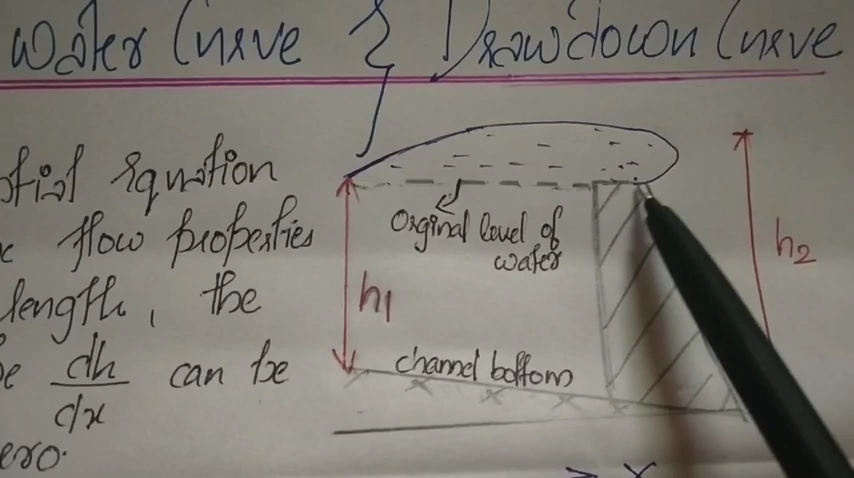 Water Curve & Drawdown Curve
ntial equation
flow properties
length, the
dh/dx can be
ero.
Orginal level of
water
h1
h2
channel bottom